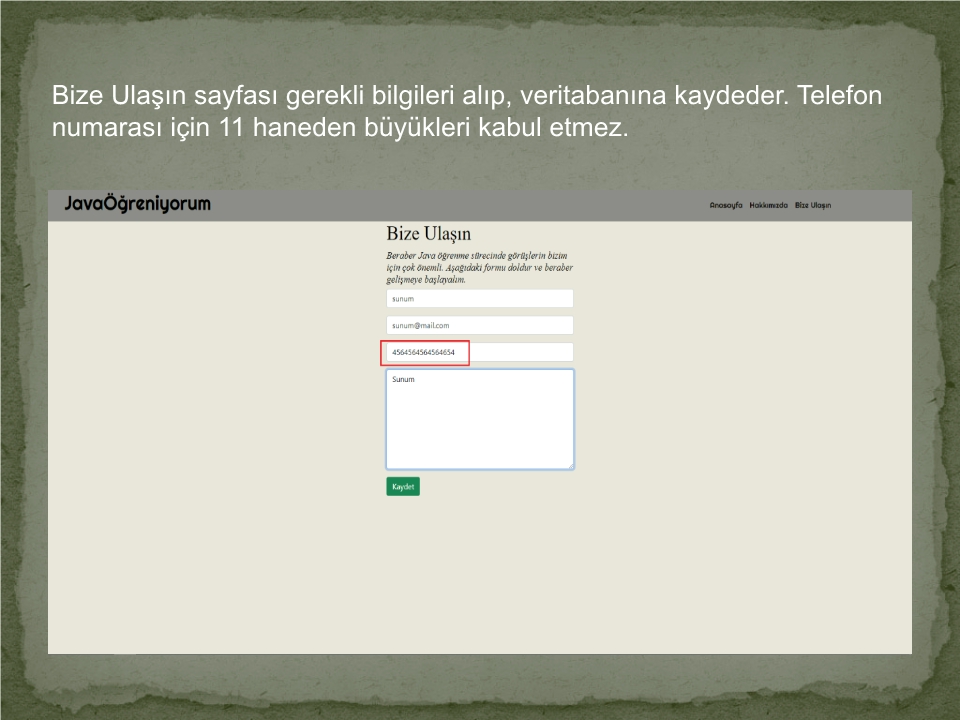 Bize Ulaşın sayfası gerekli bilgileri alıp, veritabanına kaydeder. Telefon
numarası için 11 haneden büyükleri kabul etmez.
JavaÖğreniyorum
Anasayfa Hakkımızda Bize Ulaşın
Bize Ulaşın
Beraber Java öğrenme sürecinde görüşlerin bizim
için çok önemli. Aşağıdaki formu doldur ve beraber
gelişmeye başlayalım.
sunum
sunum@mail.com
4564564564564654
Sunum
Kaydet